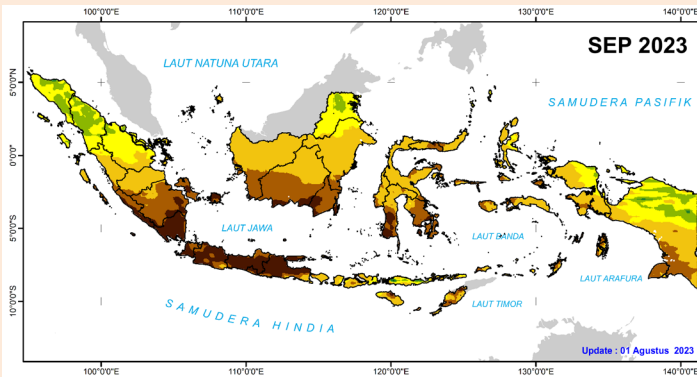 100°0'0"E 110°0'0"E 120°0'0"E 130°0'0"E 140°0'0"E
SEP 2023
LAUT NATUNA UTARA
5°0'0"N
SAMUDERA PASIFIK
0°0'0"
LAUT JAWA
LAUT BANDA
5°0'0"S
LAUT ARAFURA
10°0'0"S
SAMUDERA HINDIA
LAUT TIMOR
Update : 01 Agustus 2023
100°0'0"E 110°0'0"E 120°0'0"E 130°0'0"E 140°0'